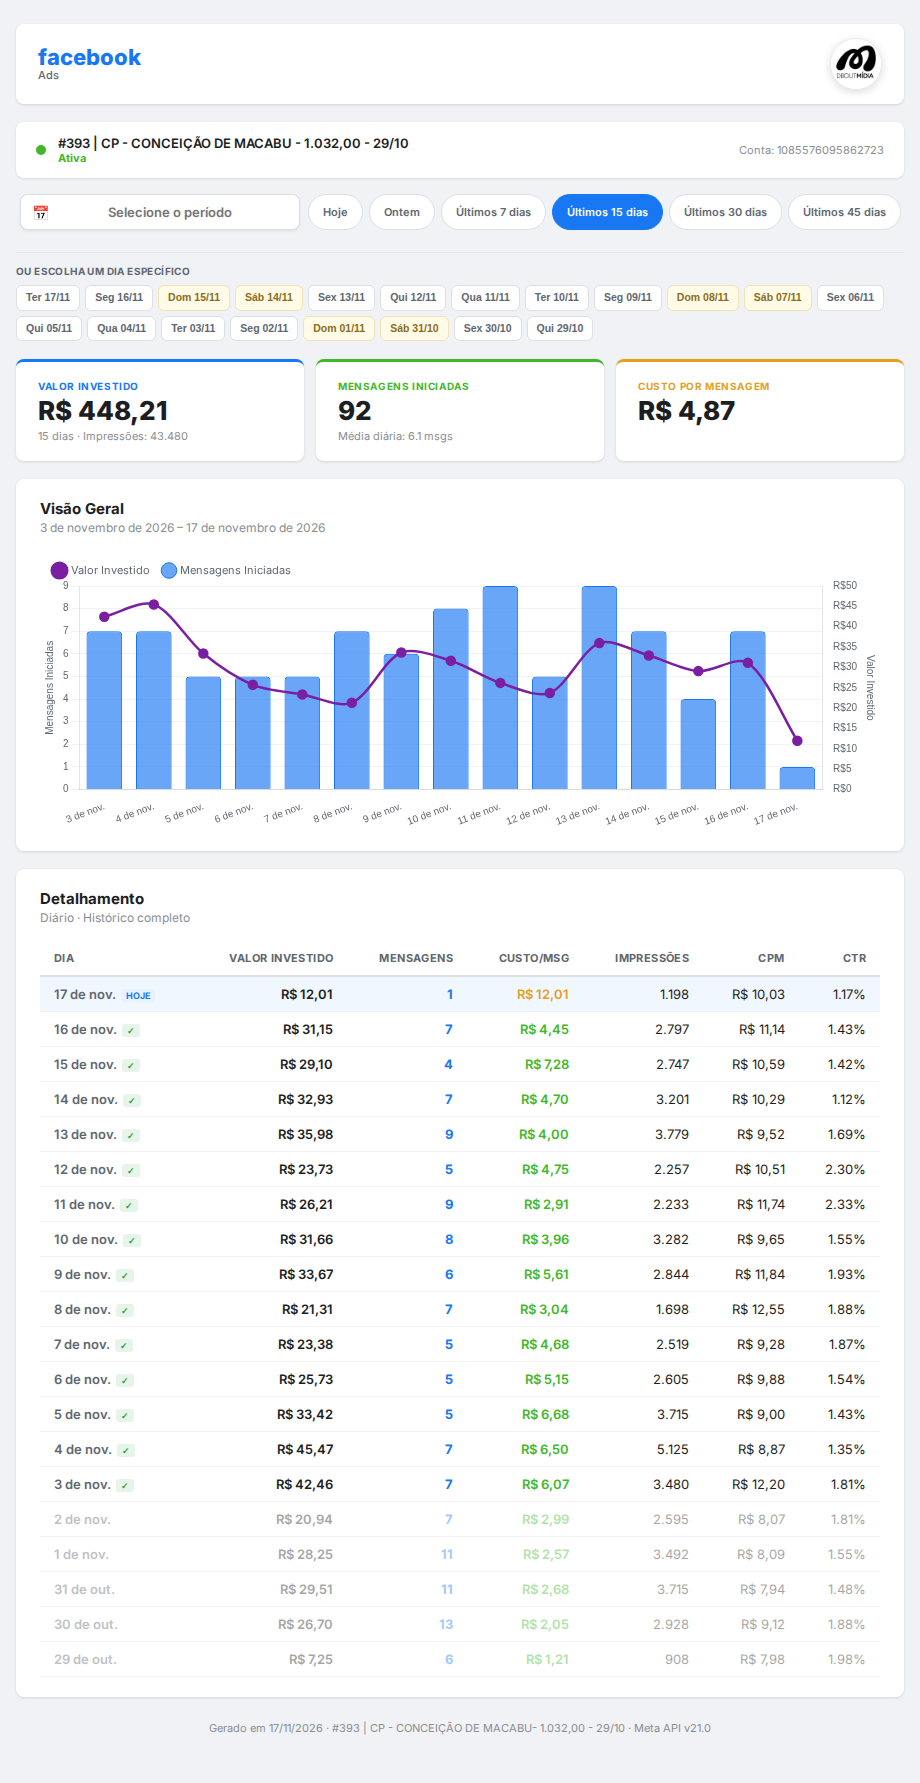 facebook
Ads
DBOUTMÍDIA
#393 | CP - CONCEIÇÃO DE MACABU - 1.032,00 - 29/10
Ativa
Conta: 1085576095862723
Selecione o período
Hoje
Ontem
Últimos 7 dias
Últimos 15 dias
Últimos 30 dias
Últimos 45 dias
OU ESCOLHA UM DIA ESPECÍFICO
Ter 17/11 Seg 16/11 Dom 15/11 Sáb 14/11 Sex 13/11 Qui 12/11 Qua 11/11 Ter 10/11 Seg 09/11 Dom 08/11 Sáb 07/11 Sex 06/11
Qui 05/11 Qua 04/11 Ter 03/11 Seg 02/11 Dom 01/11 Sáb 31/10 Sex 30/10 Qui 29/10
VALOR INVESTIDO
R$ 448,21
15 dias · Impressões: 43.480
MENSAGENS INICIADAS
92
Média diária: 6.1 msgs
CUSTO POR MENSAGEM
R$ 4,87
Visão Geral
3 de novembro de 2026 – 17 de novembro de 2026
Valor Investido Mensagens Iniciadas
Mensagens Iniciadas
9
8
7
6
5
4
3
2
1
0
R$50
R$45
R$40
R$35
R$30
R$25
R$20
R$15
R$10
R$5
R$0
Valor Investido
3 de nov. 4 de nov. 5 de nov. 6 de nov. 7 de nov. 8 de nov. 9 de nov. 10 de nov. 11 de nov. 12 de nov. 13 de nov. 14 de nov. 15 de nov. 16 de nov. 17 de nov.
Detalhamento
Diário · Histórico completo
DIA VALOR INVESTIDO MENSAGENS CUSTO/MSG IMPRESSÕES CPM CTR
17 de nov. HOJE R$ 12,01 1 R$ 12,01 1.198 R$ 10,03 1.17%
16 de nov. ✓ R$ 31,15 7 R$ 4,45 2.797 R$ 11,14 1.43%
15 de nov. ✓ R$ 29,10 4 R$ 7,28 2.747 R$ 10,59 1.42%
14 de nov. ✓ R$ 32,93 7 R$ 4,70 3.201 R$ 10,29 1.12%
13 de nov. ✓ R$ 35,98 9 R$ 4,00 3.779 R$ 9,52 1.69%
12 de nov. ✓ R$ 23,73 5 R$ 4,75 2.257 R$ 10,51 2.30%
11 de nov. ✓ R$ 26,21 9 R$ 2,91 2.233 R$ 11,74 2.33%
10 de nov. ✓ R$ 31,66 8 R$ 3,96 3.282 R$ 9,65 1.55%
9 de nov. ✓ R$ 33,67 6 R$ 5,61 2.844 R$ 11,84 1.93%
8 de nov. ✓ R$ 21,31 7 R$ 3,04 1.698 R$ 12,55 1.88%
7 de nov. ✓ R$ 23,38 5 R$ 4,68 2.519 R$ 9,28 1.87%
6 de nov. ✓ R$ 25,73 5 R$ 5,15 2.605 R$ 9,88 1.54%
5 de nov. ✓ R$ 33,42 5 R$ 6,68 3.715 R$ 9,00 1.43%
4 de nov. ✓ R$ 45,47 7 R$ 6,50 5.125 R$ 8,87 1.35%
3 de nov. ✓ R$ 42,46 7 R$ 6,07 3.480 R$ 12,20 1.81%
2 de nov. R$ 20,94 7 R$ 2,99 2.595 R$ 8,07 1.81%
1 de nov. R$ 28,25 11 R$ 2,57 3.492 R$ 8,09 1.55%
31 de out. R$ 29,51 11 R$ 2,68 3.715 R$ 7,94 1.48%
30 de out. R$ 26,70 13 R$ 2,05 2.928 R$ 9,12 1.88%
29 de out. R$ 7,25 6 R$ 1,21 908 R$ 7,98 1.98%
Gerado em 17/11/2026 · #393 | CP - CONCEIÇÃO DE MACABU- 1.032,00 - 29/10 · Meta API v21.0